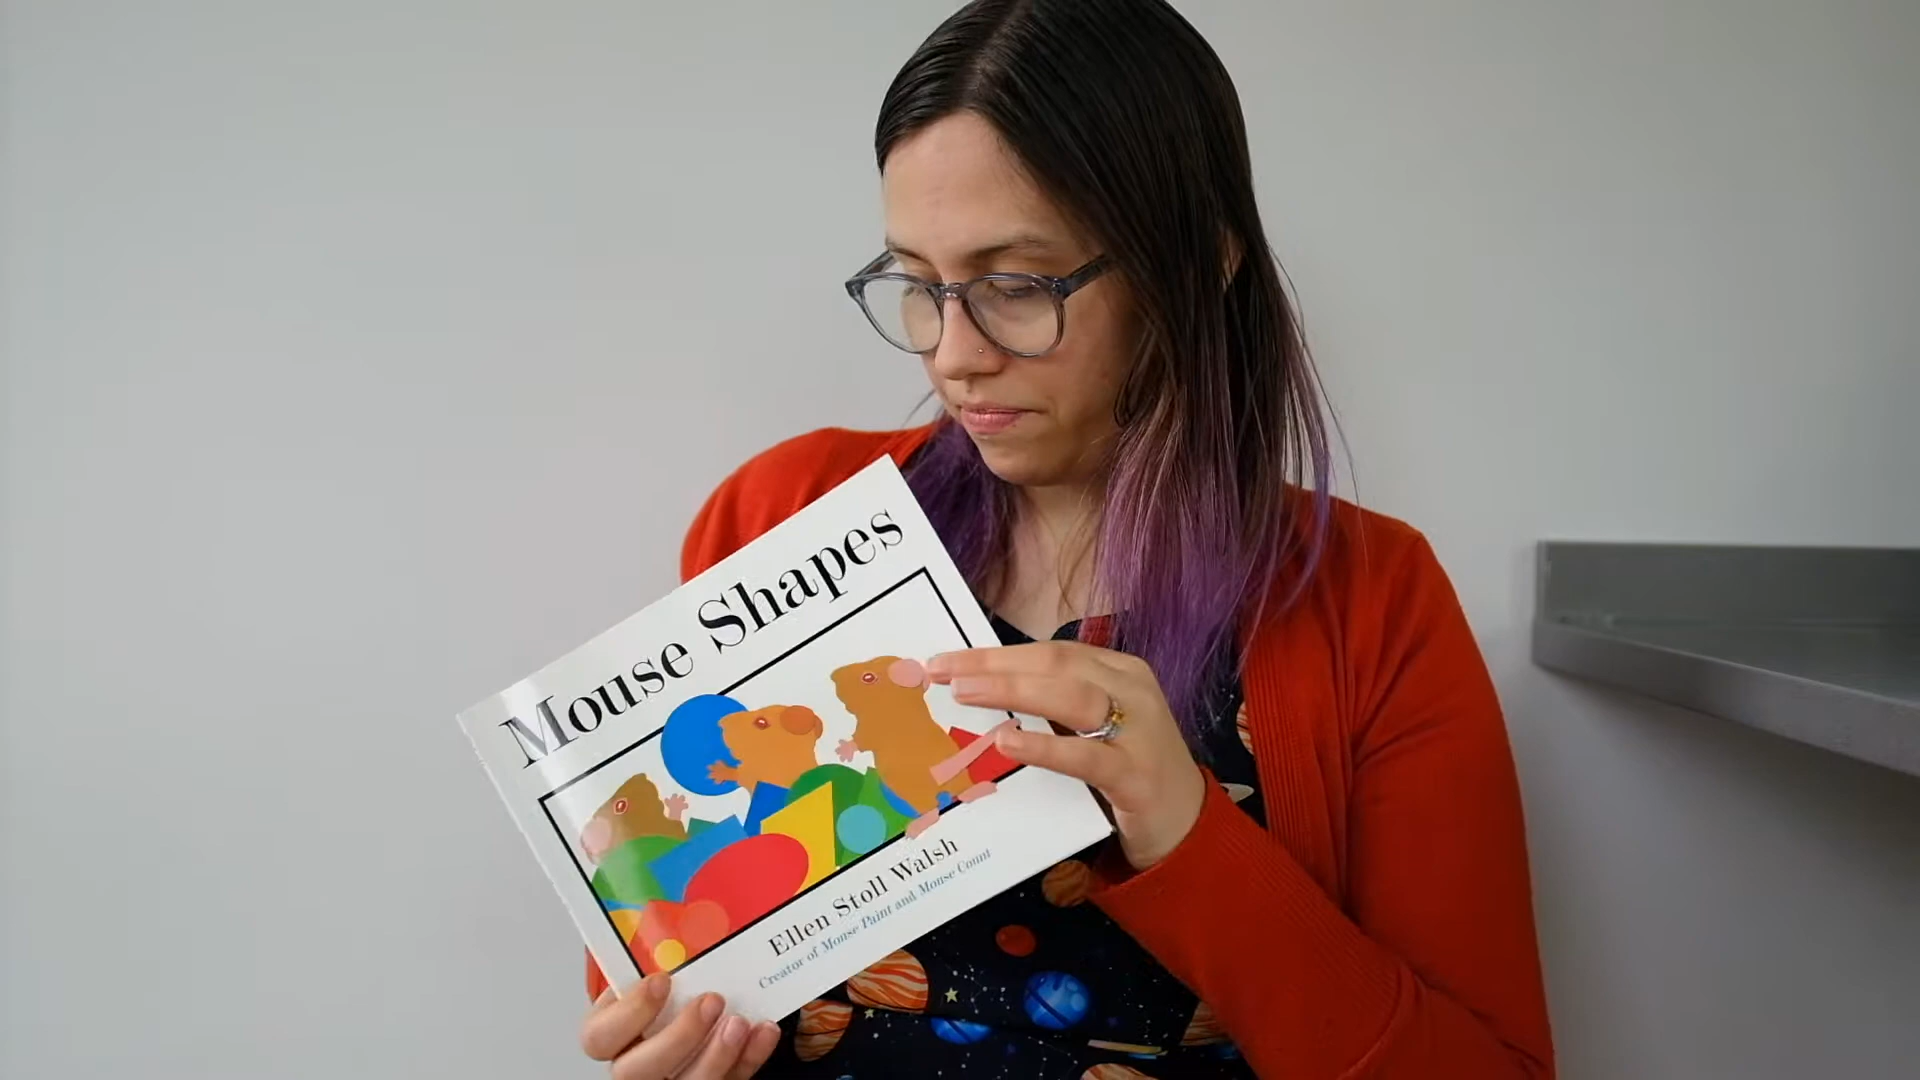 Mouse Shapes
Ellen Stoll Walsh
Creator of Mouse Paint and Mouse Count